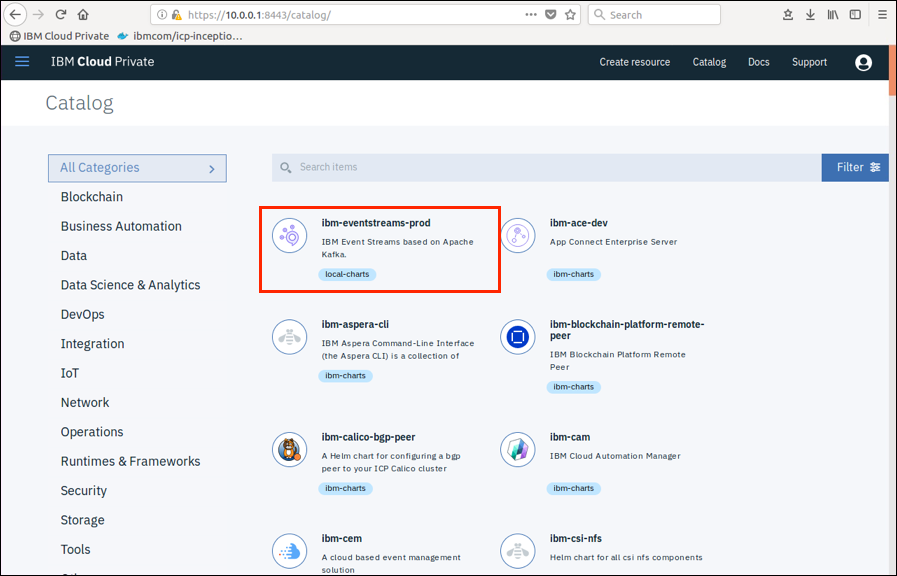 https://10.0.0.1:8443/catalog/
Search
IBM Cloud Private
ibmcom/icp-inceptio...
IBM Cloud Private
Create resource
Catalog
Docs
Support
Catalog
All Categories
Blockchain
Business Automation
Data
Data Science & Analytics
DevOps
Integration
IoT
Network
Operations
Runtimes & Frameworks
Security
Storage
Tools
Search items
Filter
ibm-eventstreams-prod
IBM Event Streams based on Apache
Kafka.
local-charts
ibm-ace-dev
App Connect Enterprise Server
ibm-charts
ibm-aspera-cli
IBM Aspera Command-Line Interface
(the Aspera CLI) is a collection of
ibm-charts
ibm-blockchain-platform-remote-
peer
IBM Blockchain Platform Remote
Peer
ibm-charts
ibm-calico-bgp-peer
A Helm chart for configuring a bgp
peer to your ICP Calico cluster
ibm-charts
ibm-cam
IBM Cloud Automation Manager
ibm-charts
ibm-cem
A cloud based event management
solution
ibm-csi-nfs
Helm chart for all csi nfs components